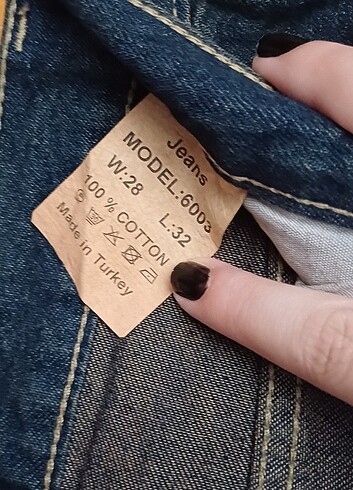 Jeans
MODEL:6003
W:28 L:32
100 % COTTON
Made in Turkey